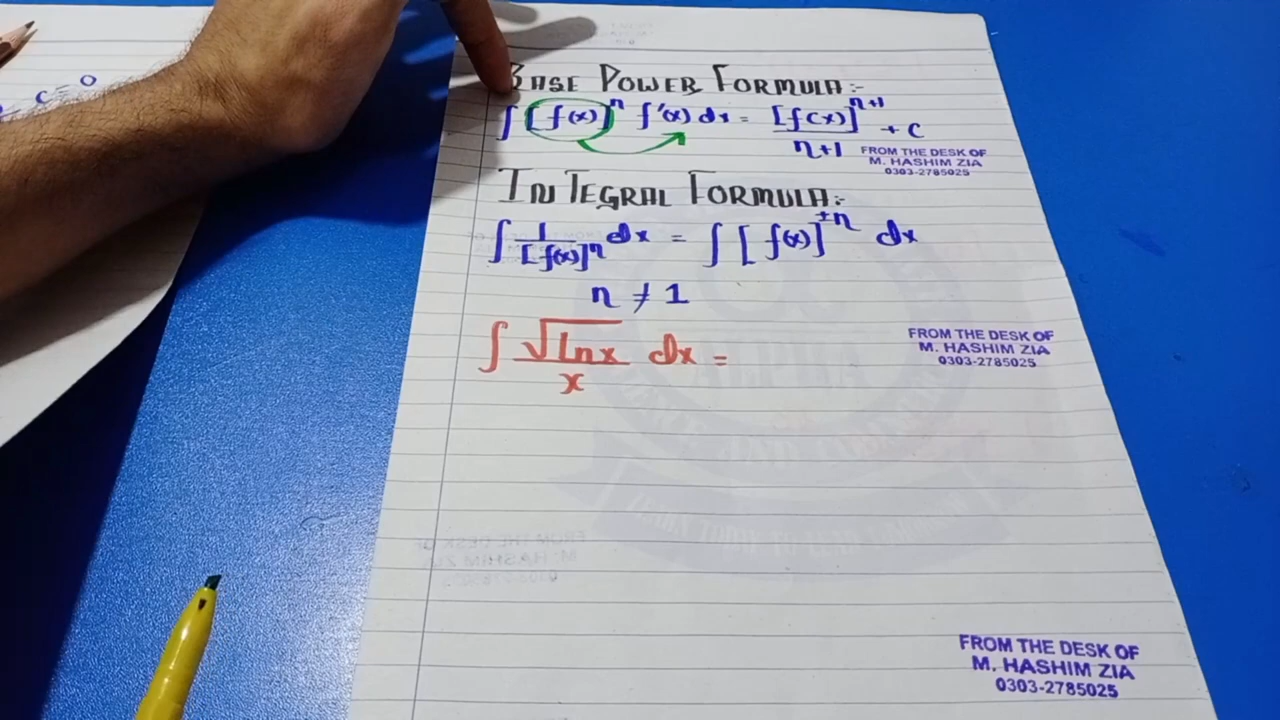 c = 0
BASE POWER FORMULA:-
∫ [f(x)]^n f'(x) dx = [f(x)]^{n+1} / n+1 + c
FROM THE DESK OF
M. HASHIM ZIA
0303-2785025
INTEGRAL FORMULA:-
∫ 1/[f(x)]^n dx = ∫ [f(x)]^{±n} dx
n ≠ 1
∫ √lnx / x dx =
FROM THE DESK OF
M. HASHIM ZIA
0303-2785025
FROM THE DESK OF
M. HASHIM ZIA
0303-2785025